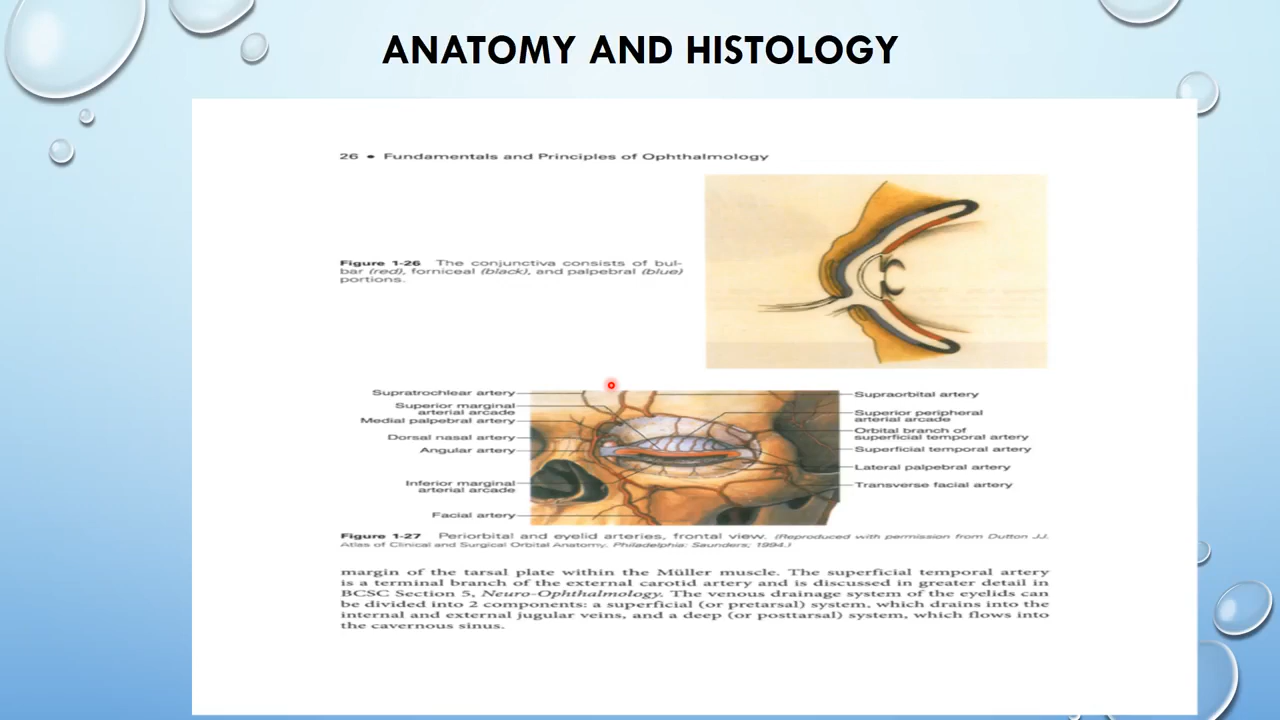 ANATOMY AND HISTOLOGY
26 • Fundamentals and Principles of Ophthalmology
Figure 1-26 The conjunctiva consists of bul-
bar (red), forniceal (black), and palpebral (blue)
portions.
Supratrochlear artery
Superior marginal
arterial arcade
Medial palpebral artery
Dorsal nasal artery
Angular artery
Inferior marginal
arterial arcade
Facial artery
Supraorbital artery
Superior peripheral
arterial arcade
Orbital branch of
superficial temporal artery
Superficial temporal artery
Lateral palpebral artery
Transverse facial artery
Figure 1-27 Periorbital and eyelid arteries, frontal view. (Reproduced with permission from Dutton JJ.
Atlas of Clinical and Surgical Orbital Anatomy. Philadelphia: Saunders; 1994.)
margin of the tarsal plate within the Müller muscle. The superficial temporal artery
is a terminal branch of the external carotid artery and is discussed in greater detail in
BCSC Section 5, Neuro-Ophthalmology. The venous drainage system of the eyelids can
be divided into 2 components: a superficial (or pretarsal) system, which drains into the
internal and external jugular veins, and a deep (or posttarsal) system, which flows into
the cavernous sinus.